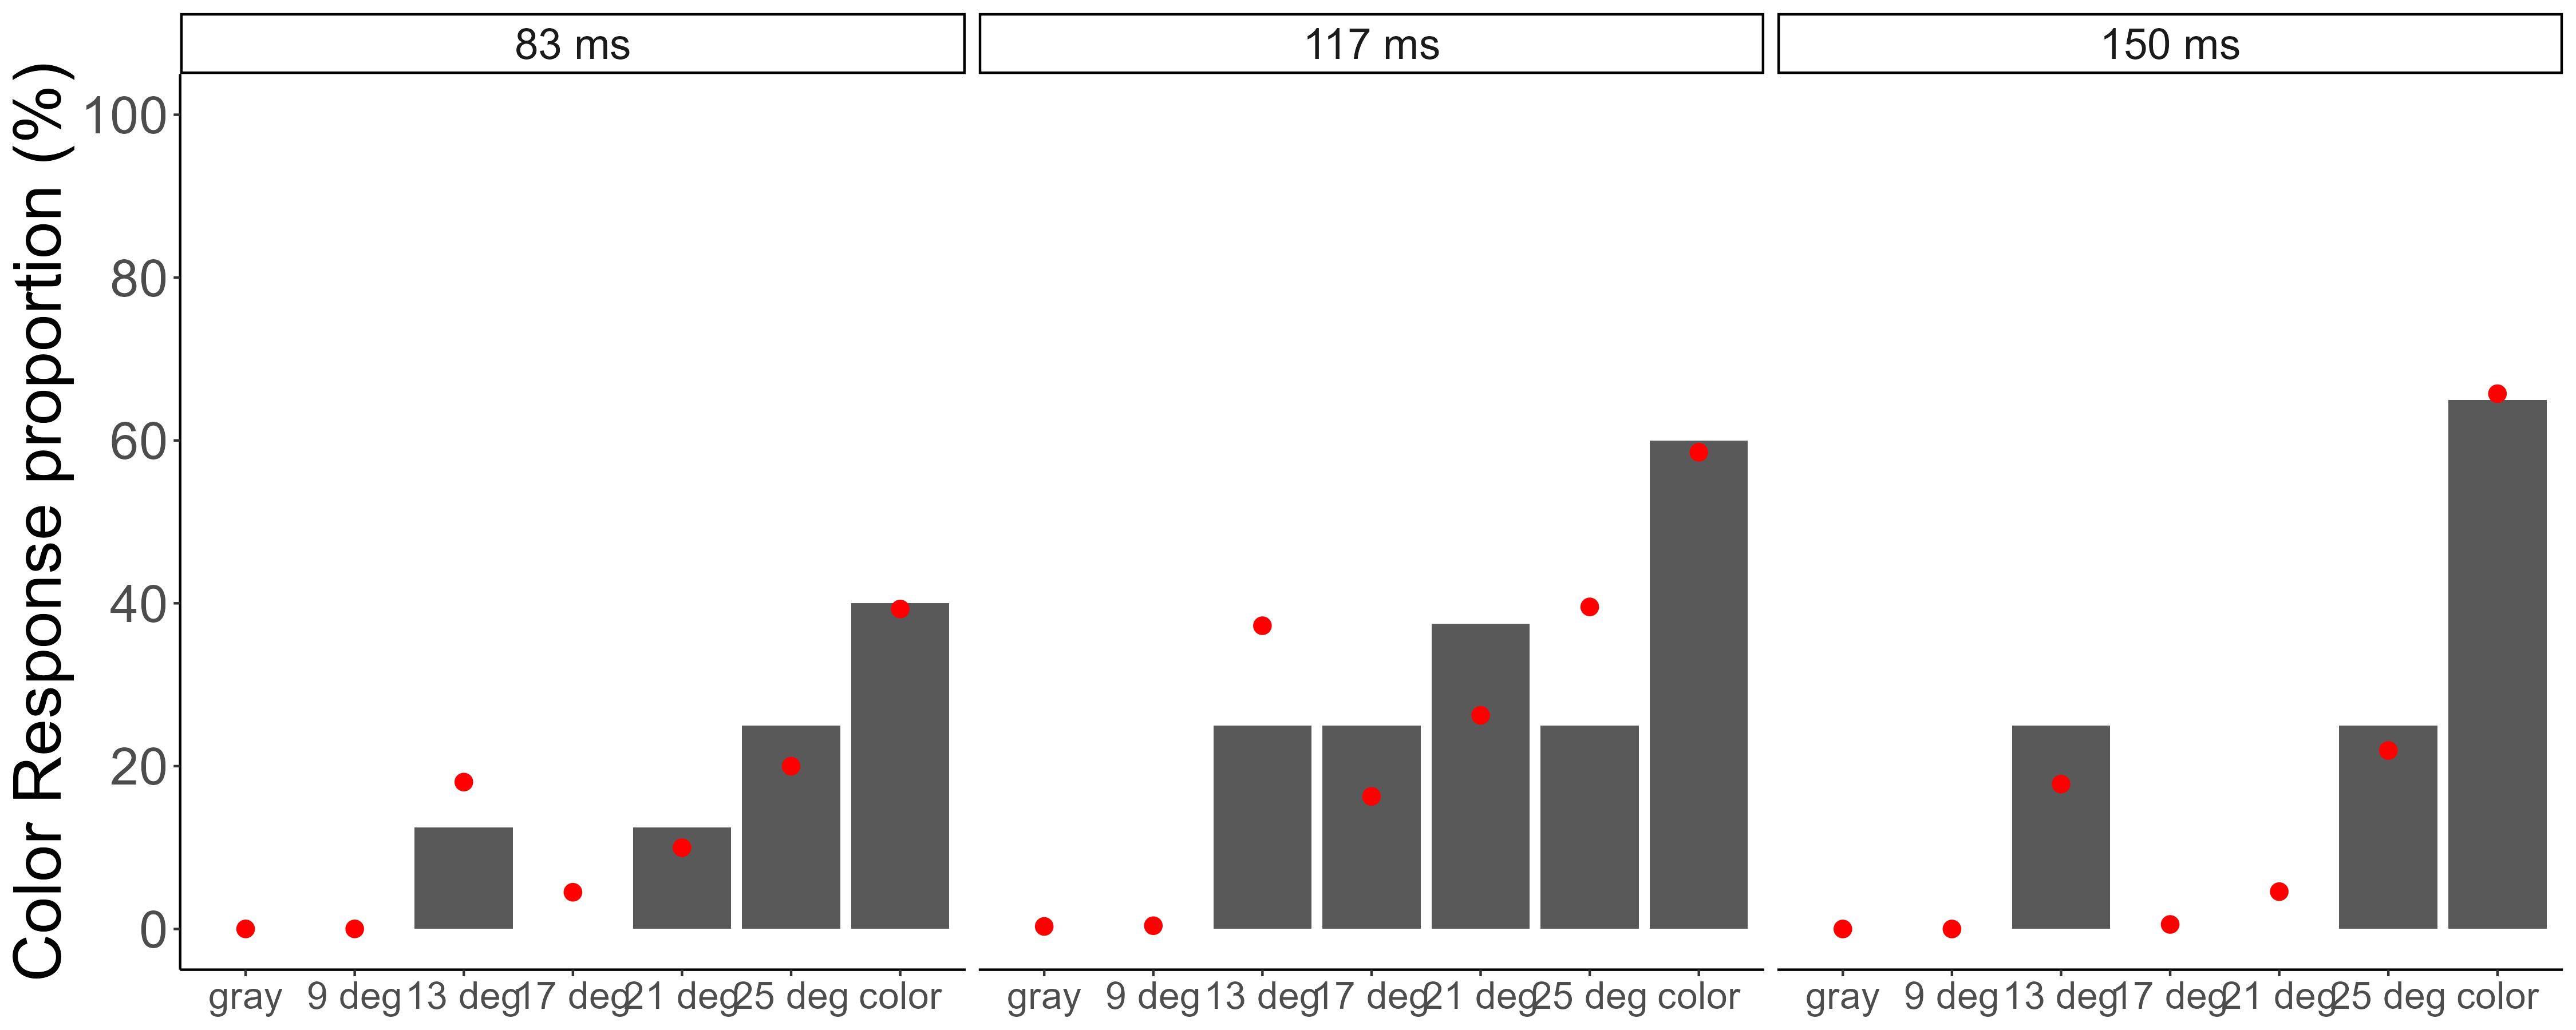 83 ms
117 ms
150 ms
Color Response proportion (%)
100
80
60
40
20
0
gray 9 deg 13 deg 17 deg 21 deg 25 deg color
gray 9 deg 13 deg 17 deg 21 deg 25 deg color
gray 9 deg 13 deg 17 deg 21 deg 25 deg color